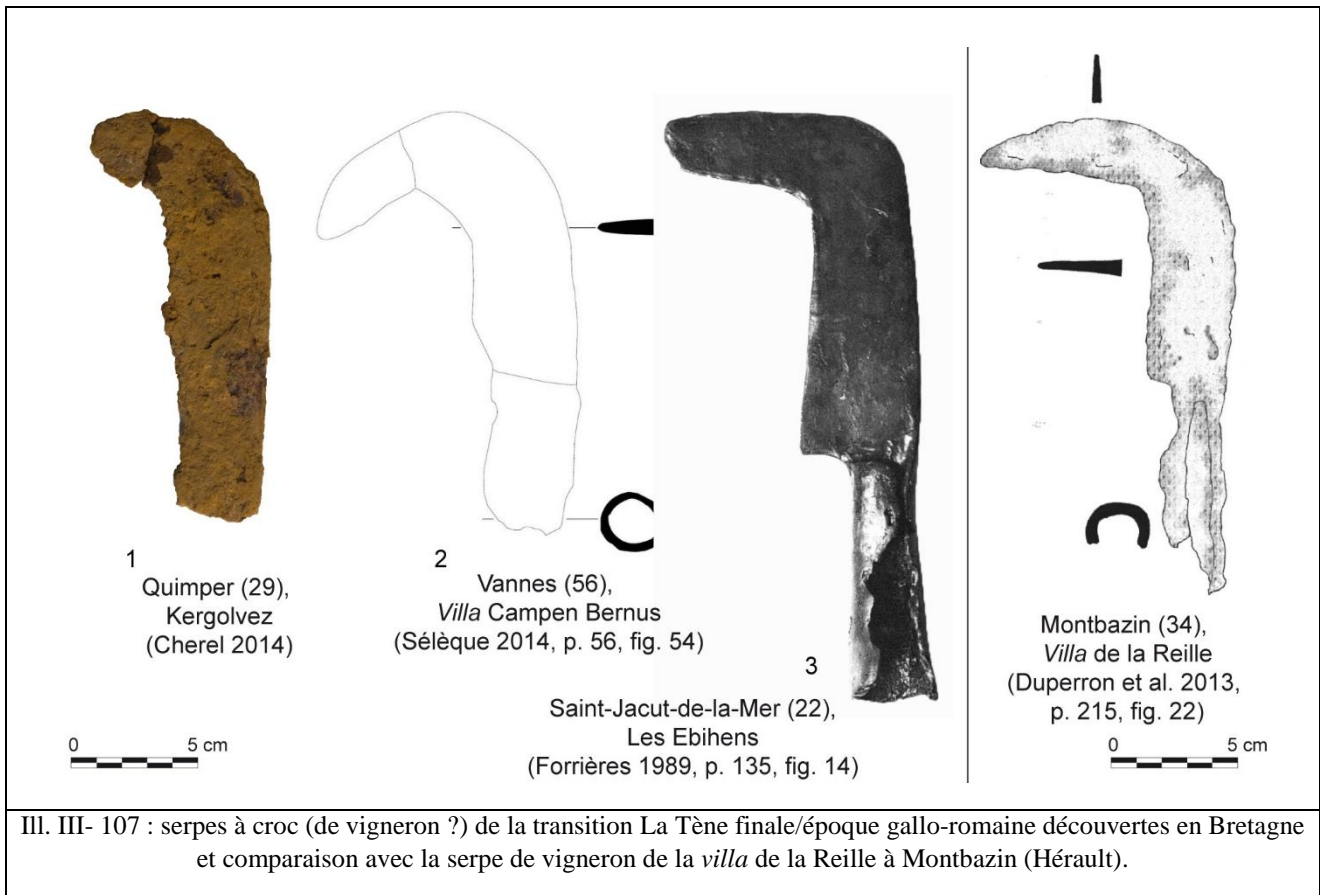 1
Quimper (29),
Kergolvez
(Cherel 2014)
2
Vannes (56),
Villa Campen Bernus
(Sélèque 2014, p. 56, fig. 54)
3
Saint-Jacut-de-la-Mer (22),
Les Ebihens
(Forrières 1989, p. 135, fig. 14)
Montbazin (34),
Villa de la Reille
(Duperron et al. 2013,
p. 215, fig. 22)
0 5 cm
0 5 cm
Ill. III- 107 : serpes à croc (de vigneron ?) de la transition La Tène finale/époque gallo-romaine découvertes en Bretagne
et comparaison avec la serpe de vigneron de la villa de la Reille à Montbazin (Hérault).